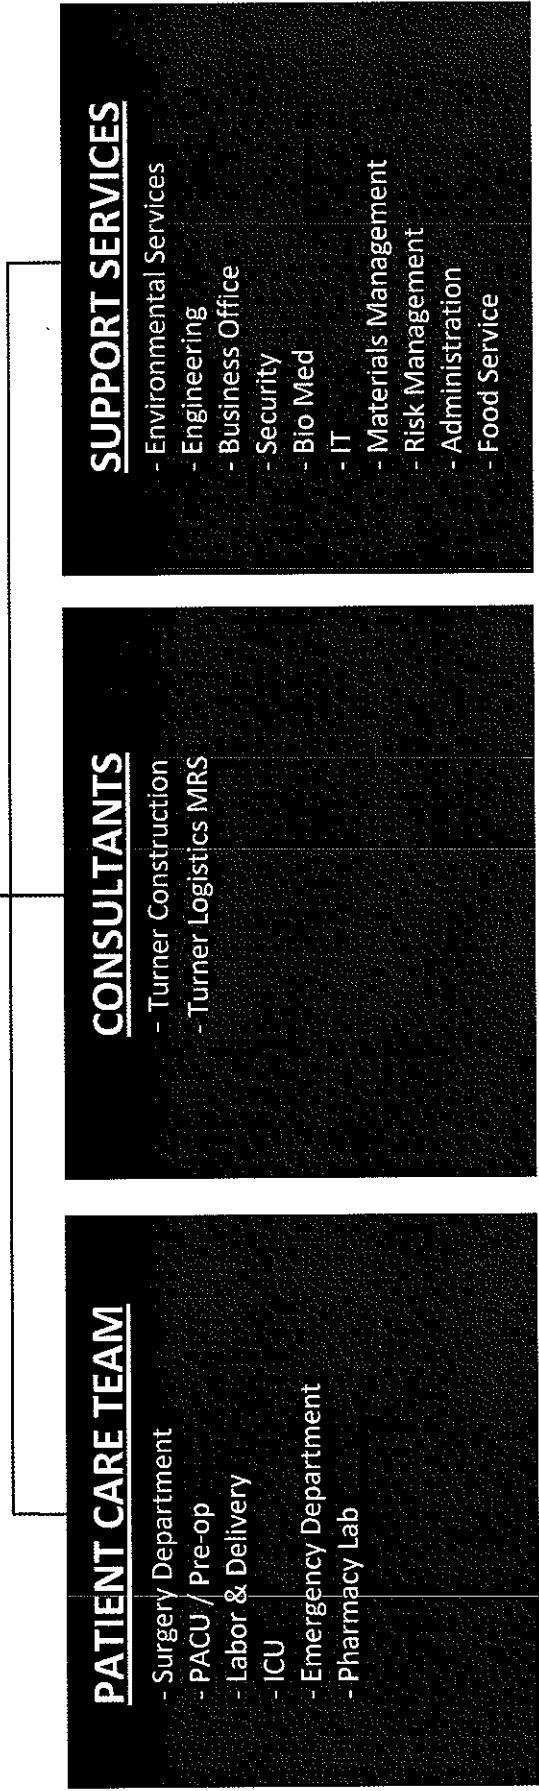 PATIENT CARE TEAM
- Surgery Department
- PACU / Pre-op
- Labor & Delivery
- ICU
- Emergency Department
- Pharmacy Lab
CONSULTANTS
- Turner Construction
- Turner Logistics MRS
SUPPORT SERVICES
- Environmental Services
- Engineering
- Business Office
- Security
- Bio Med
- IT
- Materials Management
- Risk Management
- Administration
- Food Service